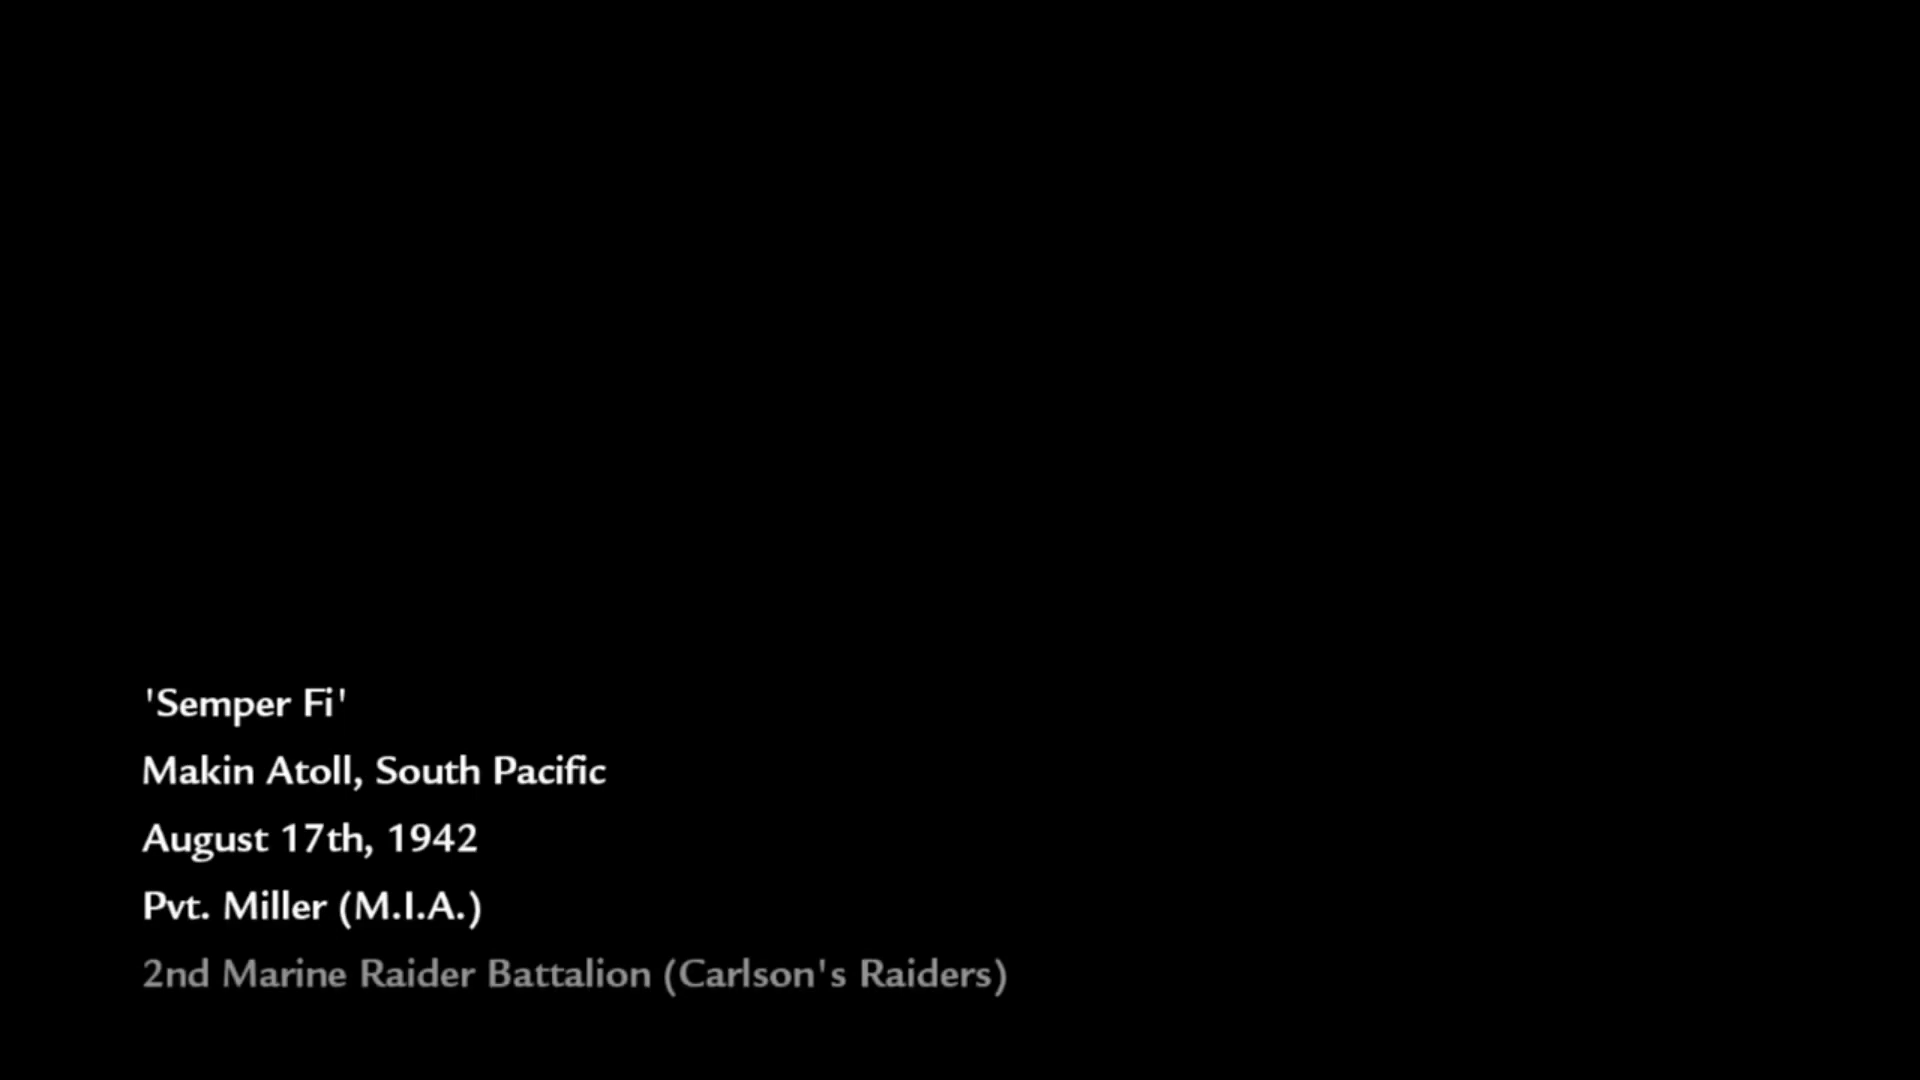 'Semper Fi'
Makin Atoll, South Pacific
August 17th, 1942
Pvt. Miller (M.I.A.)
2nd Marine Raider Battalion (Carlson's Raiders)